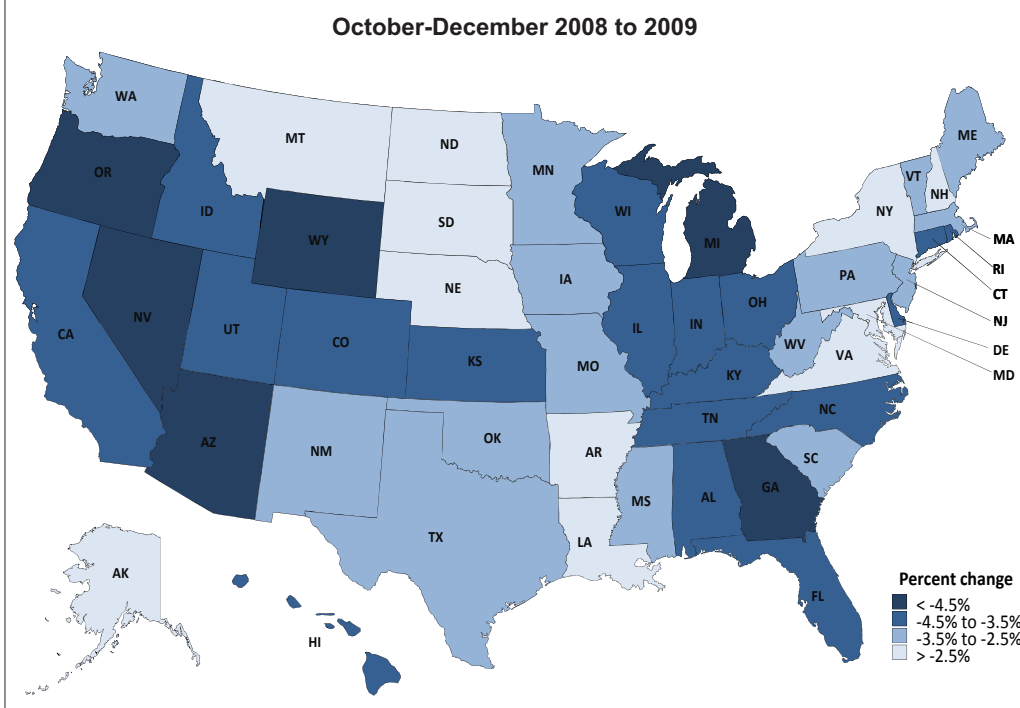 October-December 2008 to 2009
WA
ME
MT
ND
MN
VT
OR
NH
ID
WI
NY
SD
MA
WY
MI
RI
IA
PA
NE
CT
OH
NV
NJ
IL
IN
CA
UT
CO
WV
DE
VA
KS
MO
MD
KY
NC
TN
AZ
OK
NM
AR
SC
GA
AL
MS
TX
LA
AK
FL
HI
Percent change
< -4.5%
-4.5% to -3.5%
-3.5% to -2.5%
> -2.5%